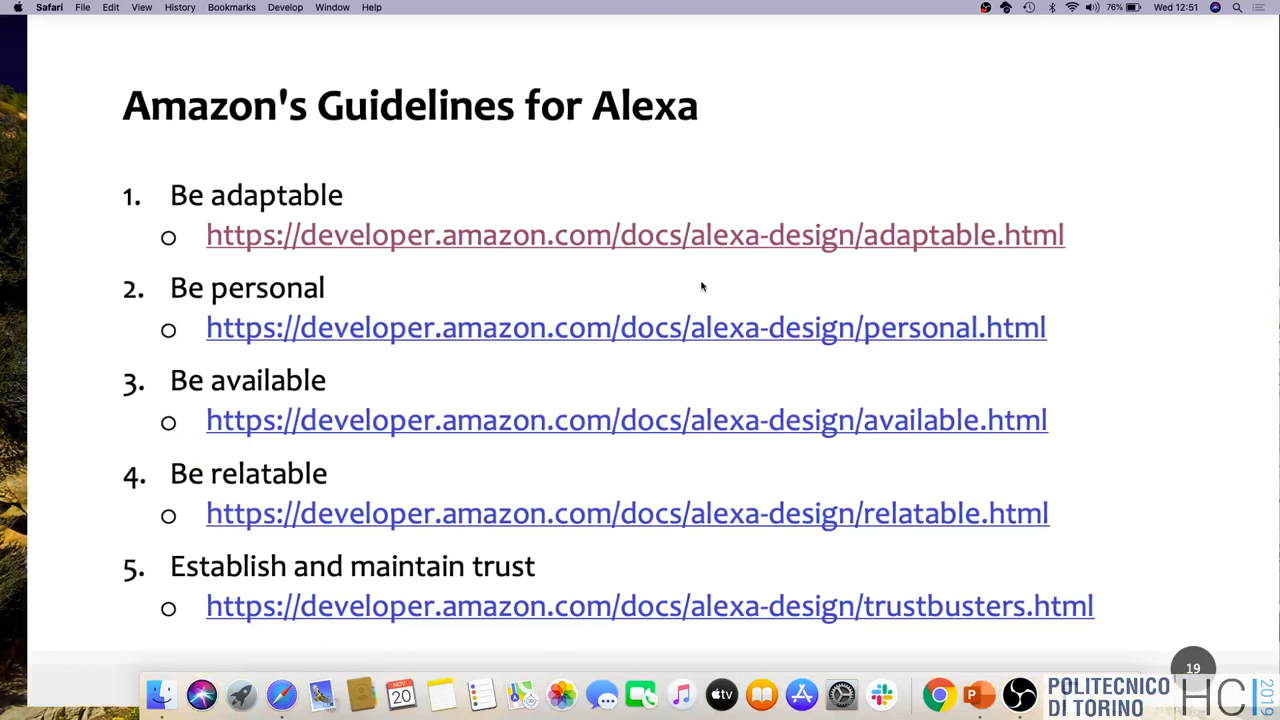 Safari File Edit View History Bookmarks Develop Window Help 76% Wed 12:51
Amazon's Guidelines for Alexa
1. Be adaptable
o https://developer.amazon.com/docs/alexa-design/adaptable.html
2. Be personal
o https://developer.amazon.com/docs/alexa-design/personal.html
3. Be available
o https://developer.amazon.com/docs/alexa-design/available.html
4. Be relatable
o https://developer.amazon.com/docs/alexa-design/relatable.html
5. Establish and maintain trust
o https://developer.amazon.com/docs/alexa-design/trustbusters.html
19
NOV
20
tv
P
POLITECNICO
DI TORINO
HCI
2019